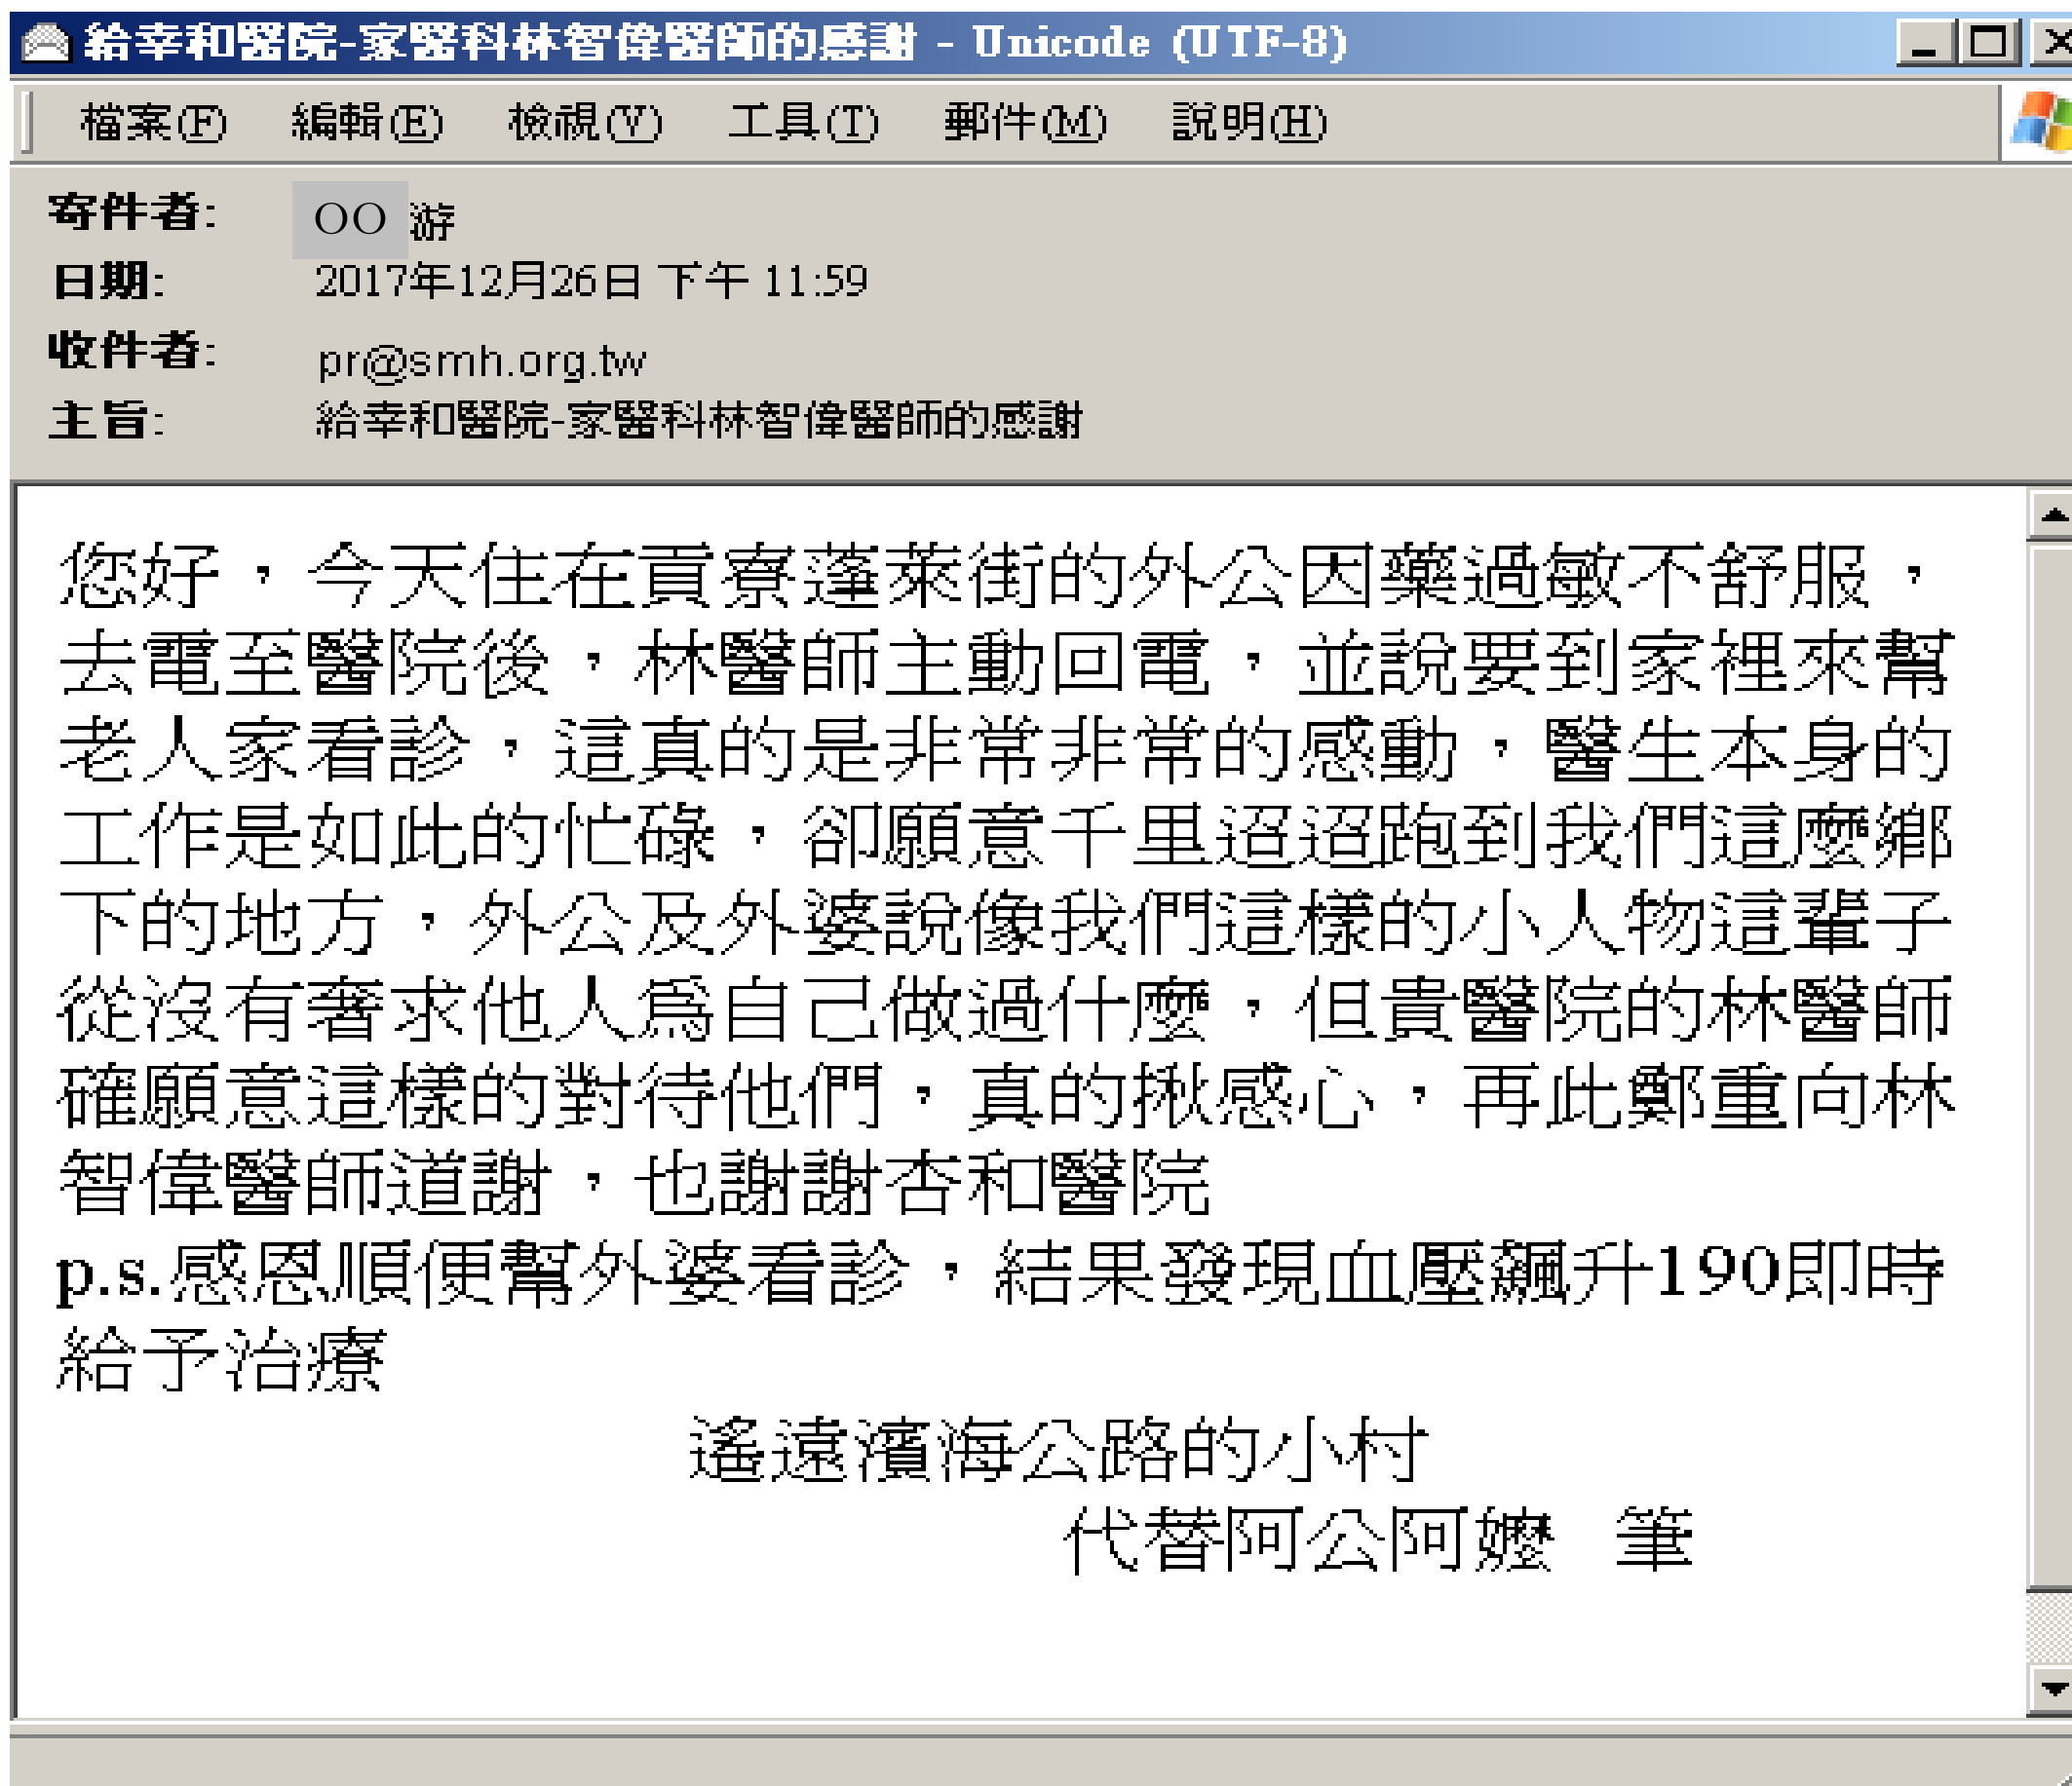 給幸和醫院-家醫科林智偉醫師的感謝 - Unicode (UTF-8)
檔案(F) 編輯(E) 檢視(V) 工具(T) 郵件(M) 說明(H)
寄件者: OO 游
日期: 2017年12月26日 下午 11:59
收件者: pr@smh.org.tw
主旨: 給幸和醫院-家醫科林智偉醫師的感謝
您好，今天住在貢寮蓬萊街的外公因藥過敏不舒服，
去電至醫院後，林醫師主動回電，並說要到家裡來幫
老人家看診，這真的是非常非常的感動，醫生本身的
工作是如此的忙碌，卻願意千里迢迢跑到我們這麼鄉
下的地方，外公及外婆說像我們這樣的小人物這輩子
從沒有奢求他人為自己做過什麼，但貴醫院的林醫師
確願意這樣的對待他們，真的揪感心，再此鄭重向林
智偉醫師道謝，也謝謝杏和醫院
p.s.感恩順便幫外婆看診，結果發現血壓飆升190即時
給予治療
遙遠濱海公路的小村
代替阿公阿嬤 筆